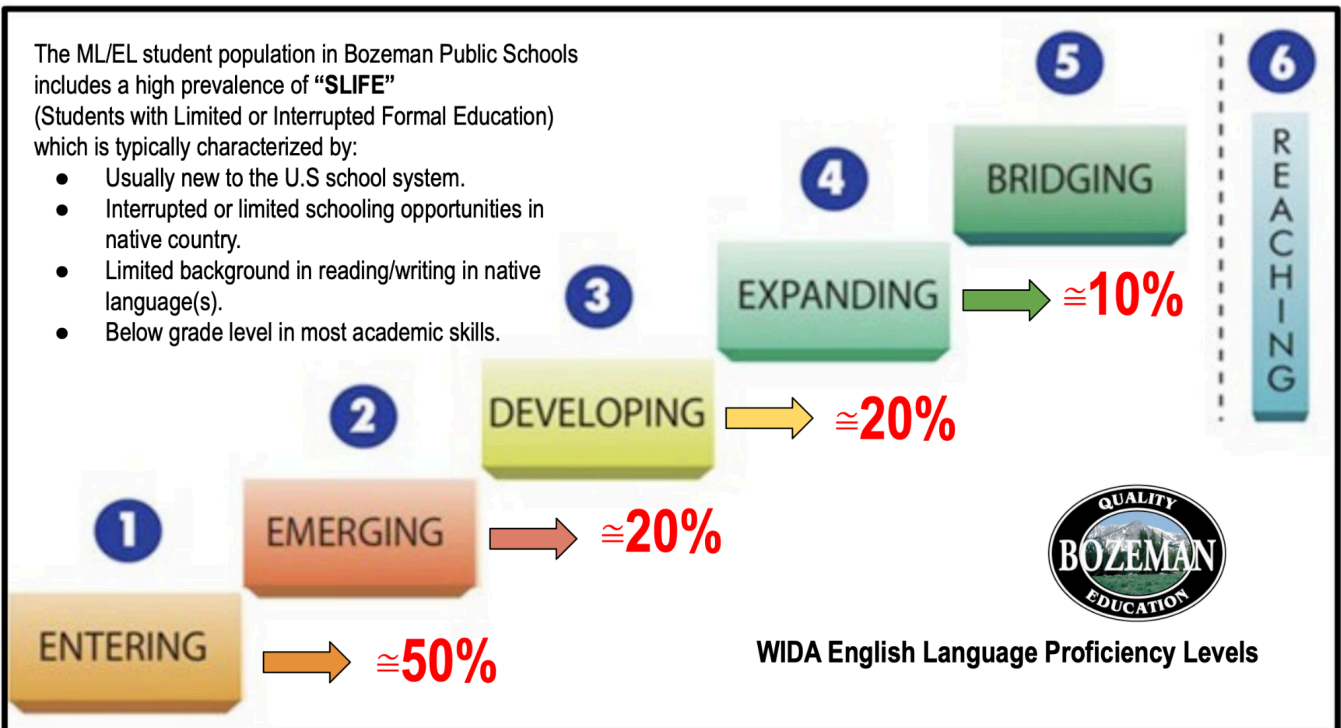 The ML/EL student population in Bozeman Public Schools
includes a high prevalence of “SLIFE”
(Students with Limited or Interrupted Formal Education)
which is typically characterized by:
● Usually new to the U.S school system.
● Interrupted or limited schooling opportunities in
native country.
● Limited background in reading/writing in native
language(s).
● Below grade level in most academic skills.
1
ENTERING
≅50%
2
EMERGING
≅20%
3
DEVELOPING
≅20%
4
EXPANDING
≅10%
5
BRIDGING
6
REACHING
QUALITY
BOZEMAN
EDUCATION
WIDA English Language Proficiency Levels